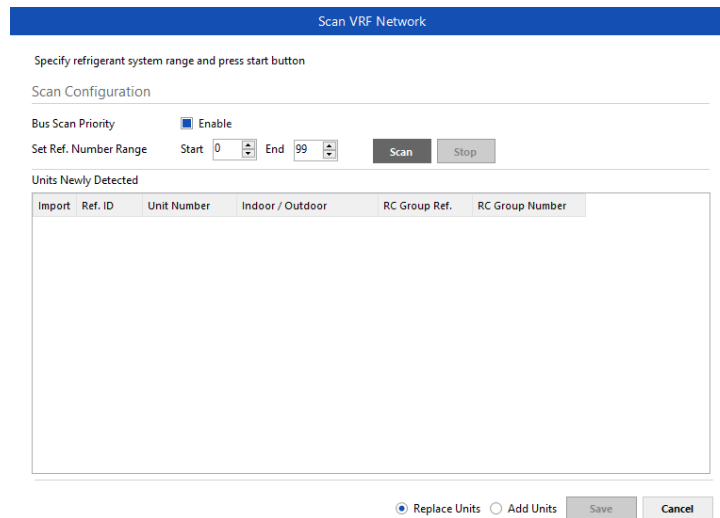 Scan VRF Network
Specify refrigerant system range and press start button
Scan Configuration
Bus Scan Priority Enable
Set Ref. Number Range Start 0 End 99 Scan Stop
Units Newly Detected
Import Ref. ID Unit Number Indoor / Outdoor RC Group Ref. RC Group Number
Replace Units Add Units Save Cancel